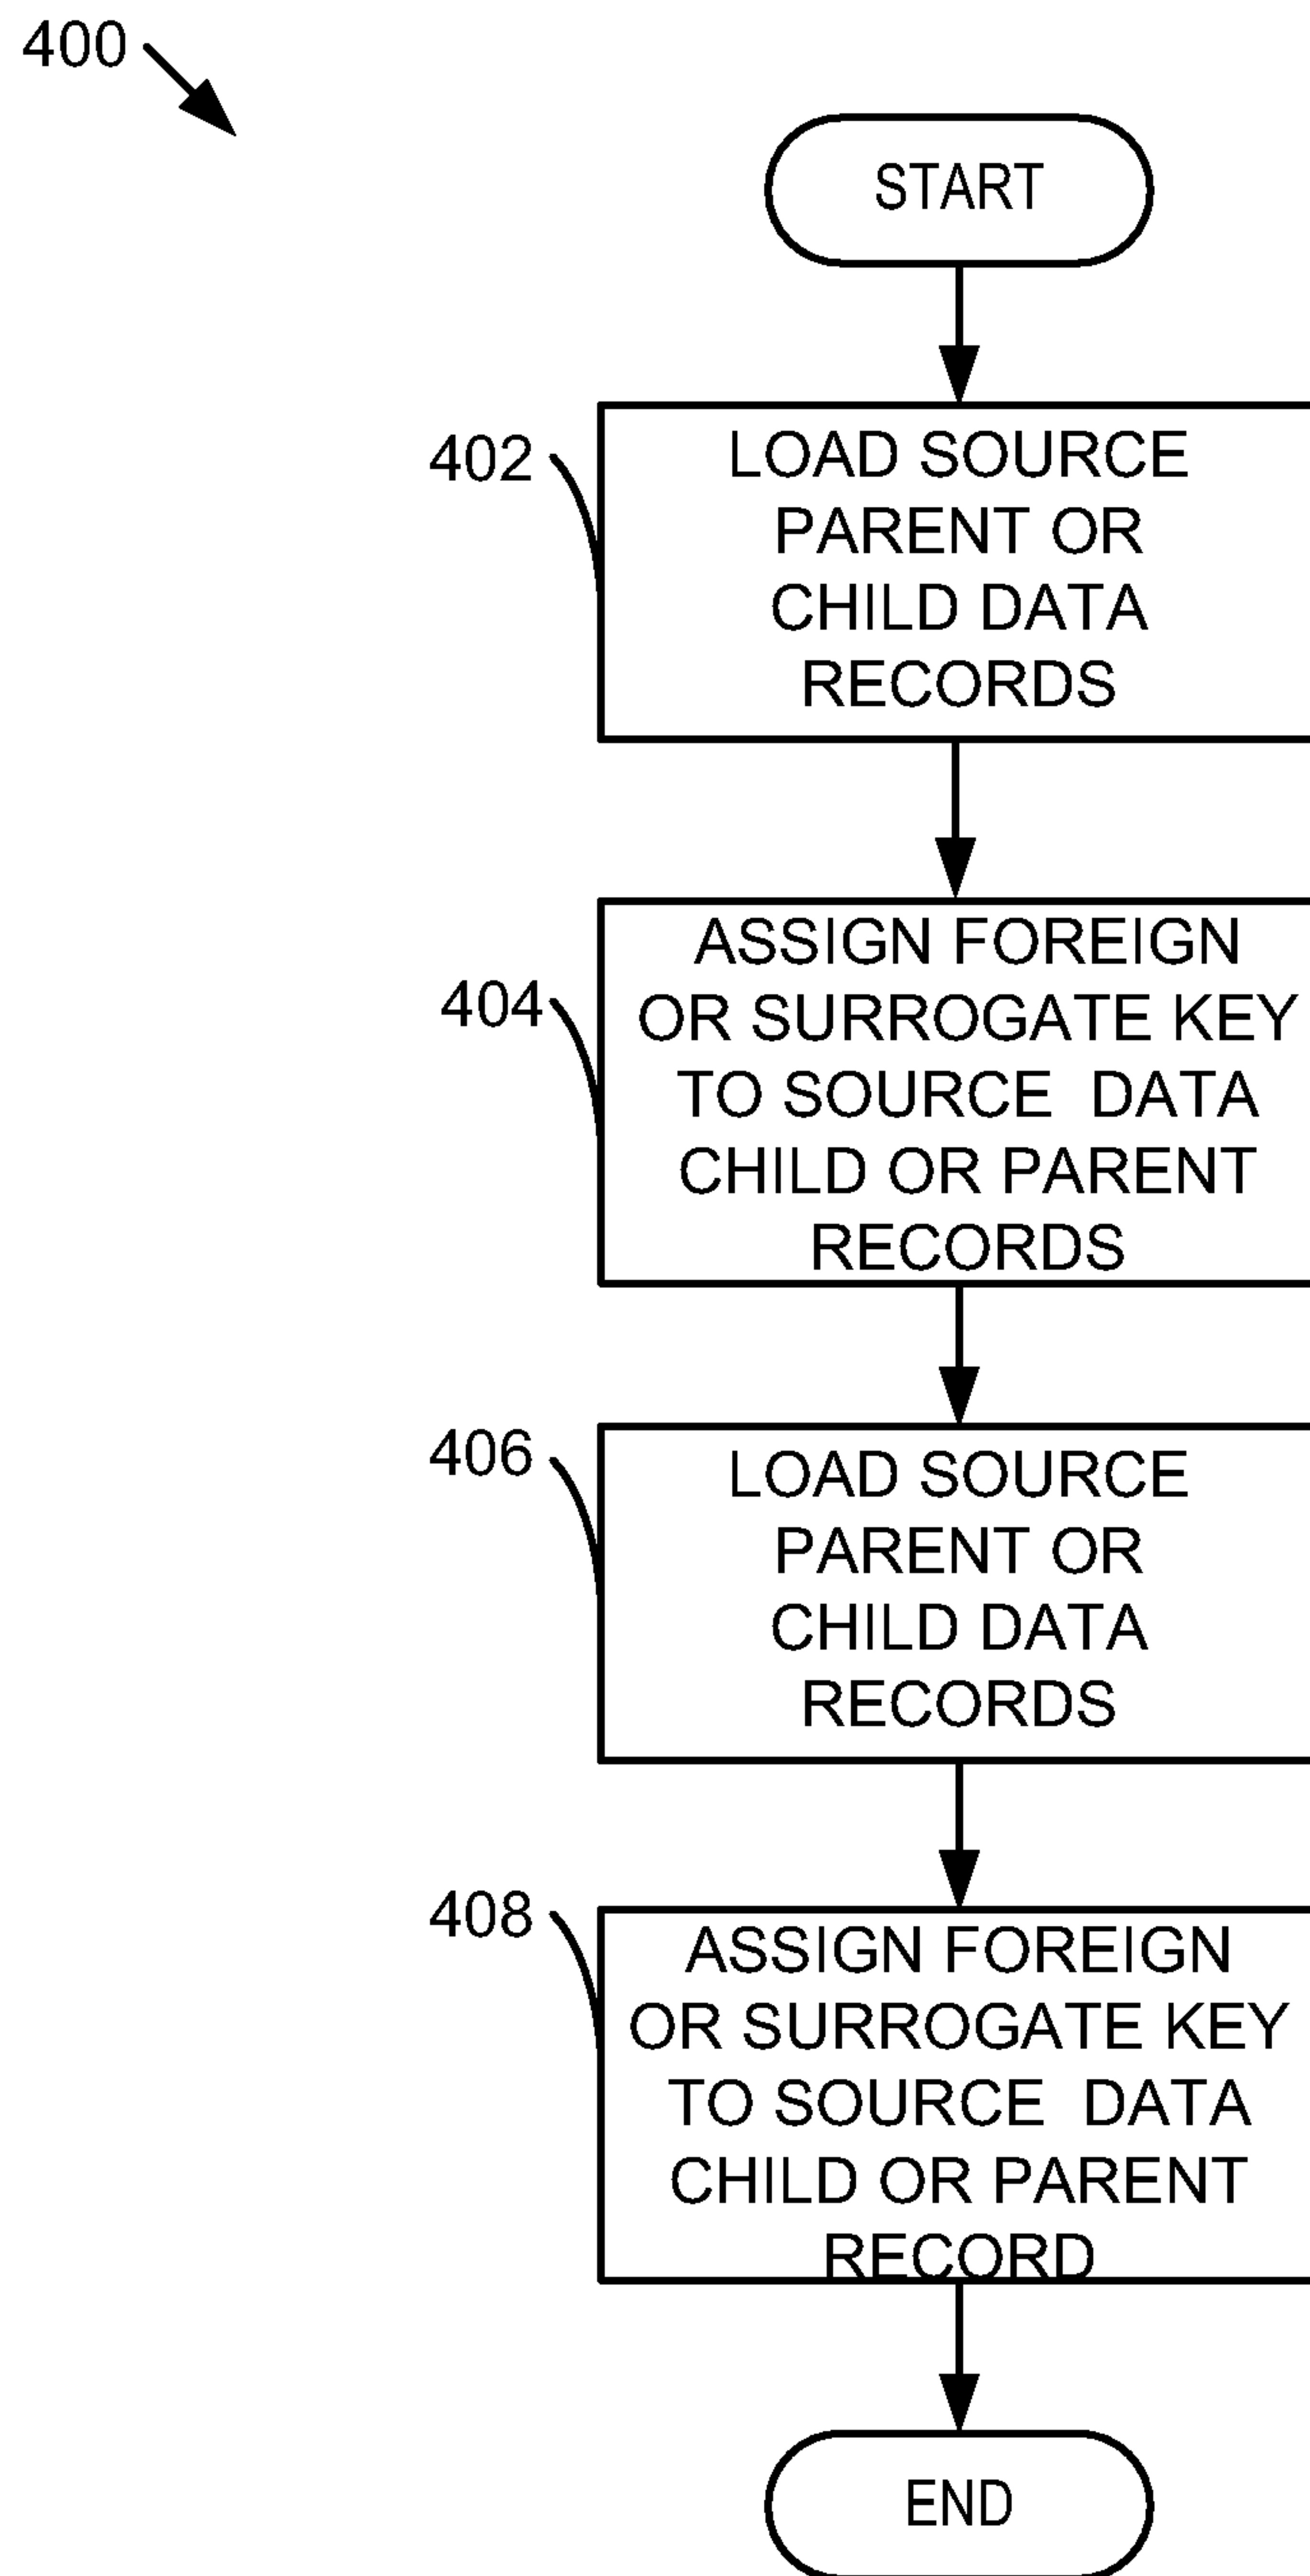 400
START
402
LOAD SOURCE
PARENT OR
CHILD DATA
RECORDS
404
ASSIGN FOREIGN
OR SURROGATE KEY
TO SOURCE DATA
CHILD OR PARENT
RECORDS
406
LOAD SOURCE
PARENT OR
CHILD DATA
RECORDS
408
ASSIGN FOREIGN
OR SURROGATE KEY
TO SOURCE DATA
CHILD OR PARENT
RECORD
END